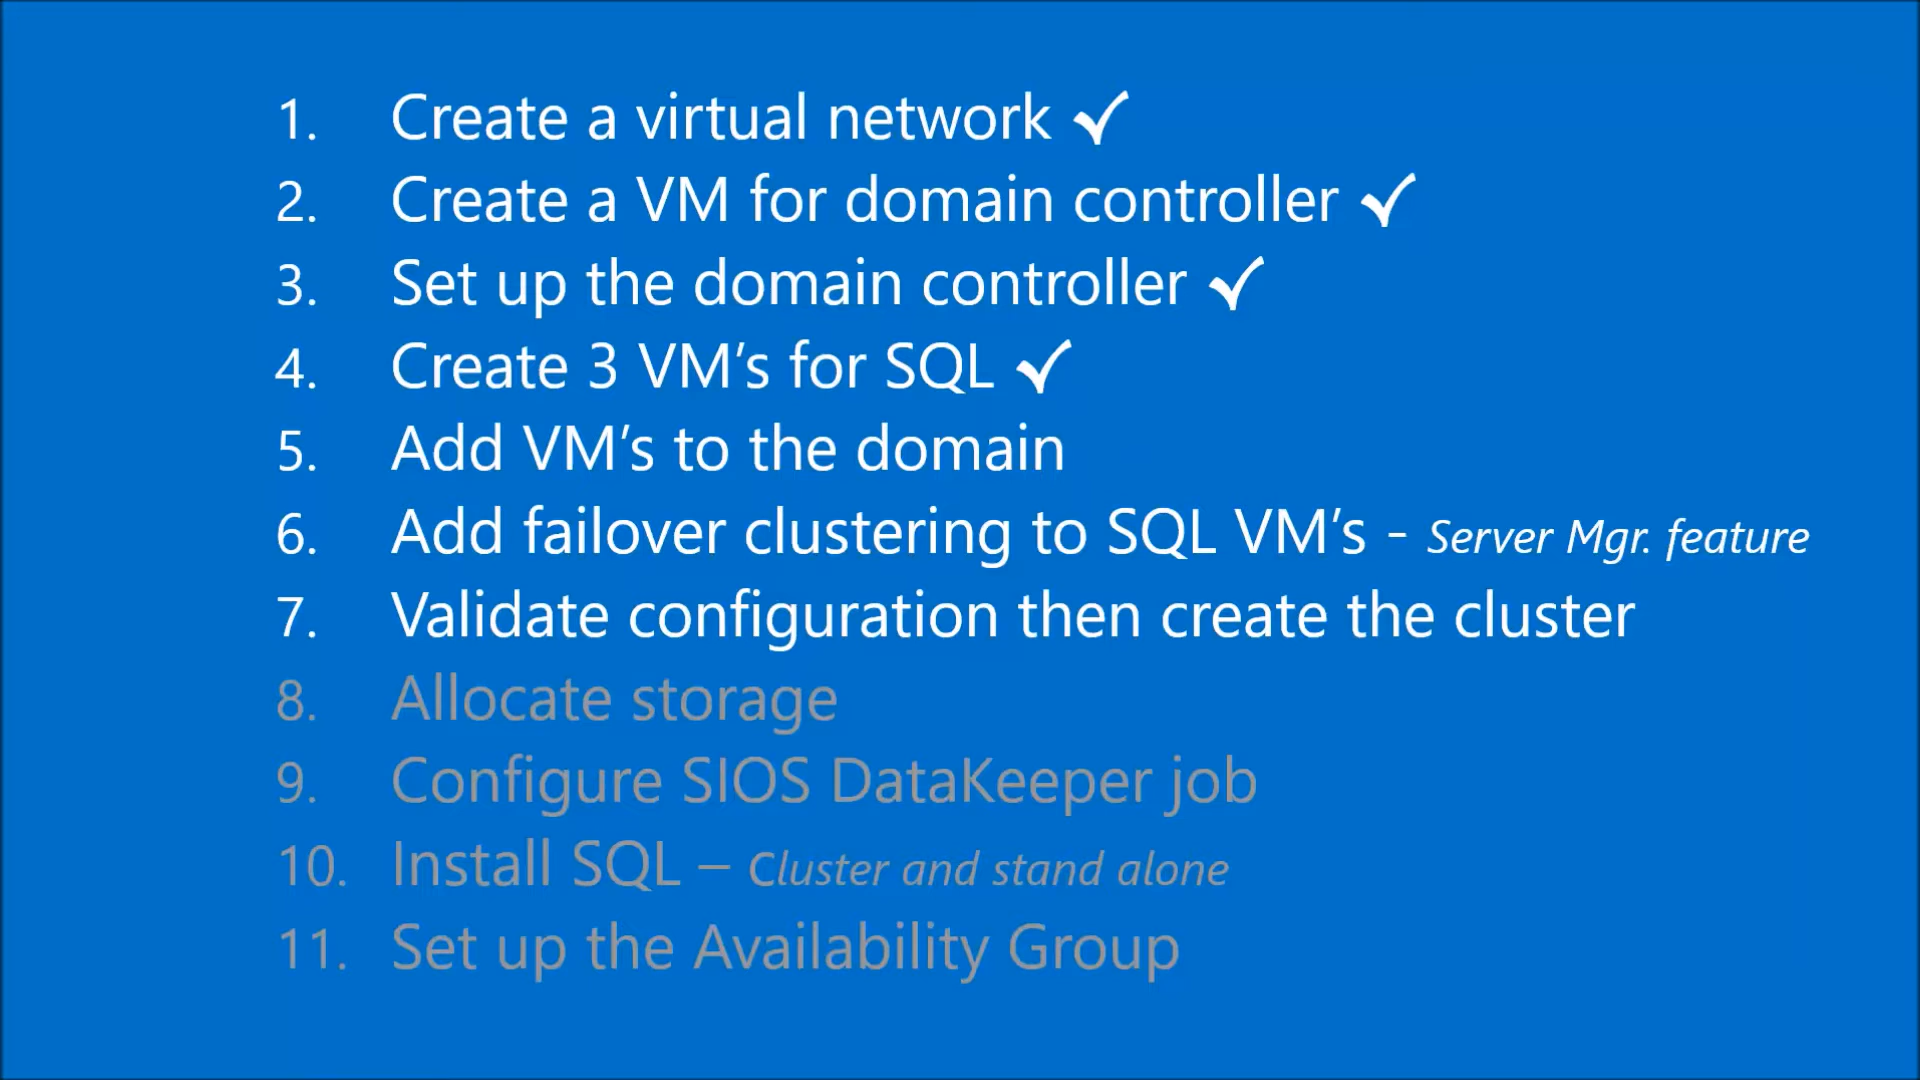 1. Create a virtual network ✓
2. Create a VM for domain controller ✓
3. Set up the domain controller ✓
4. Create 3 VM’s for SQL ✓
5. Add VM’s to the domain
6. Add failover clustering to SQL VM’s - Server Mgr. feature
7. Validate configuration then create the cluster
8. Allocate storage
9. Configure SIOS DataKeeper job
10. Install SQL – Cluster and stand alone
11. Set up the Availability Group